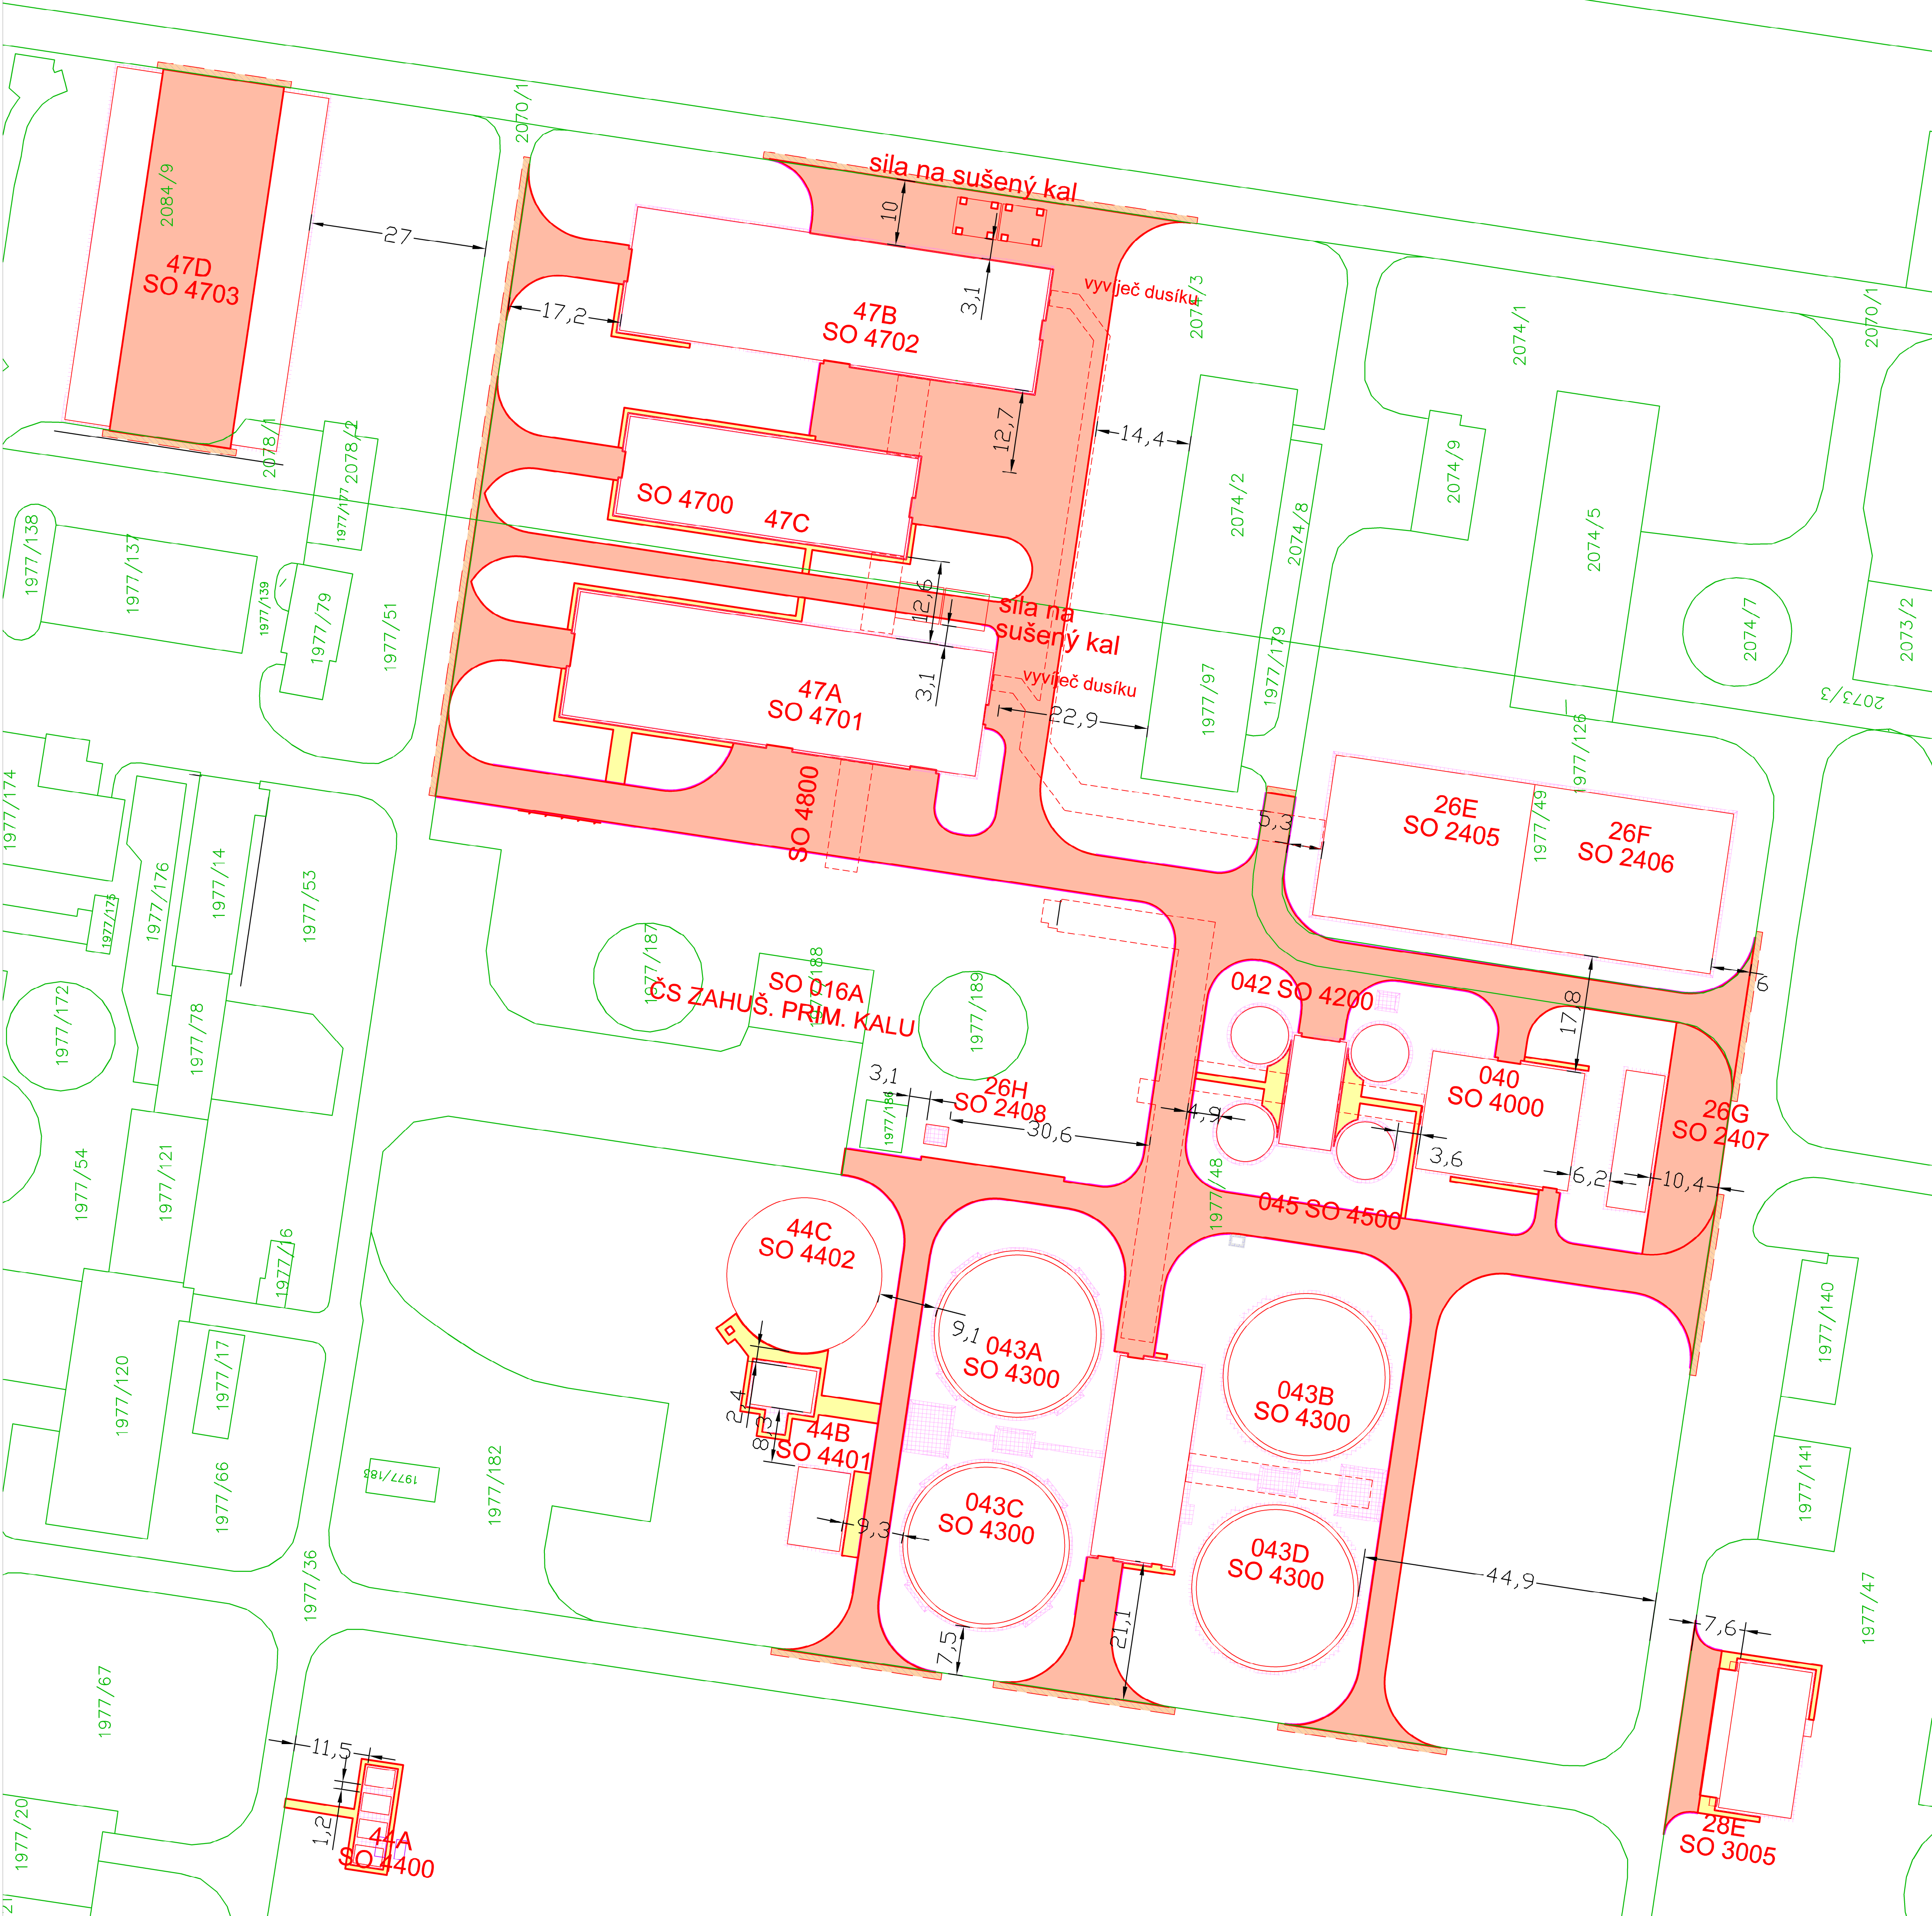 2070/1
sila na sušený kal
2084/9
10
27
47D
SO 4703
2074/3
vyvíječ dusíku
3,1
17,2
47B
SO 4702
2074/1
2070/1
12,7
14,4
2078/1
2078/2
2074/9
2074/2
2074/8
2074/5
SO 4700
47C
1977/177
1977/138
1977/137
1977/139
1977/79
1977/51
12,6
sila na
sušený kal
3,1
vyvíječ dusíku
1977/179
2074/7
2073/2
2073/3
47A
SO 4701
22,9
1977/97
1977/126
1977/174
SO 4800
5,3
26E
SO 2405
1977/49
26F
SO 2406
1977/176
1977/14
1977/53
1977/175
1977/187
1977/188
SO 016A
ČS ZAHUŠ. PRIM. KALU
1977/189
042 SO 4200
17,8
6
1977/172
1977/78
3,1
26H
SO 2408
1977/186
30,6
4,9
040
SO 4000
26G
SO 2407
3,6
6,2
10,4
1977/54
1977/121
1977/48
045 SO 4500
1977/16
44C
SO 4402
9,1
043A
SO 4300
043B
SO 4300
1977/140
1977/120
1977/17
2,4
8,3
44B
SO 4401
1977/66
1977/183
1977/182
9,3
043C
SO 4300
043D
SO 4300
44,9
1977/141
1977/36
7,5
21,1
7,6
1977/47
1977/67
11,5
1,2
44A
SO 4400
28E
SO 3005
1977/20